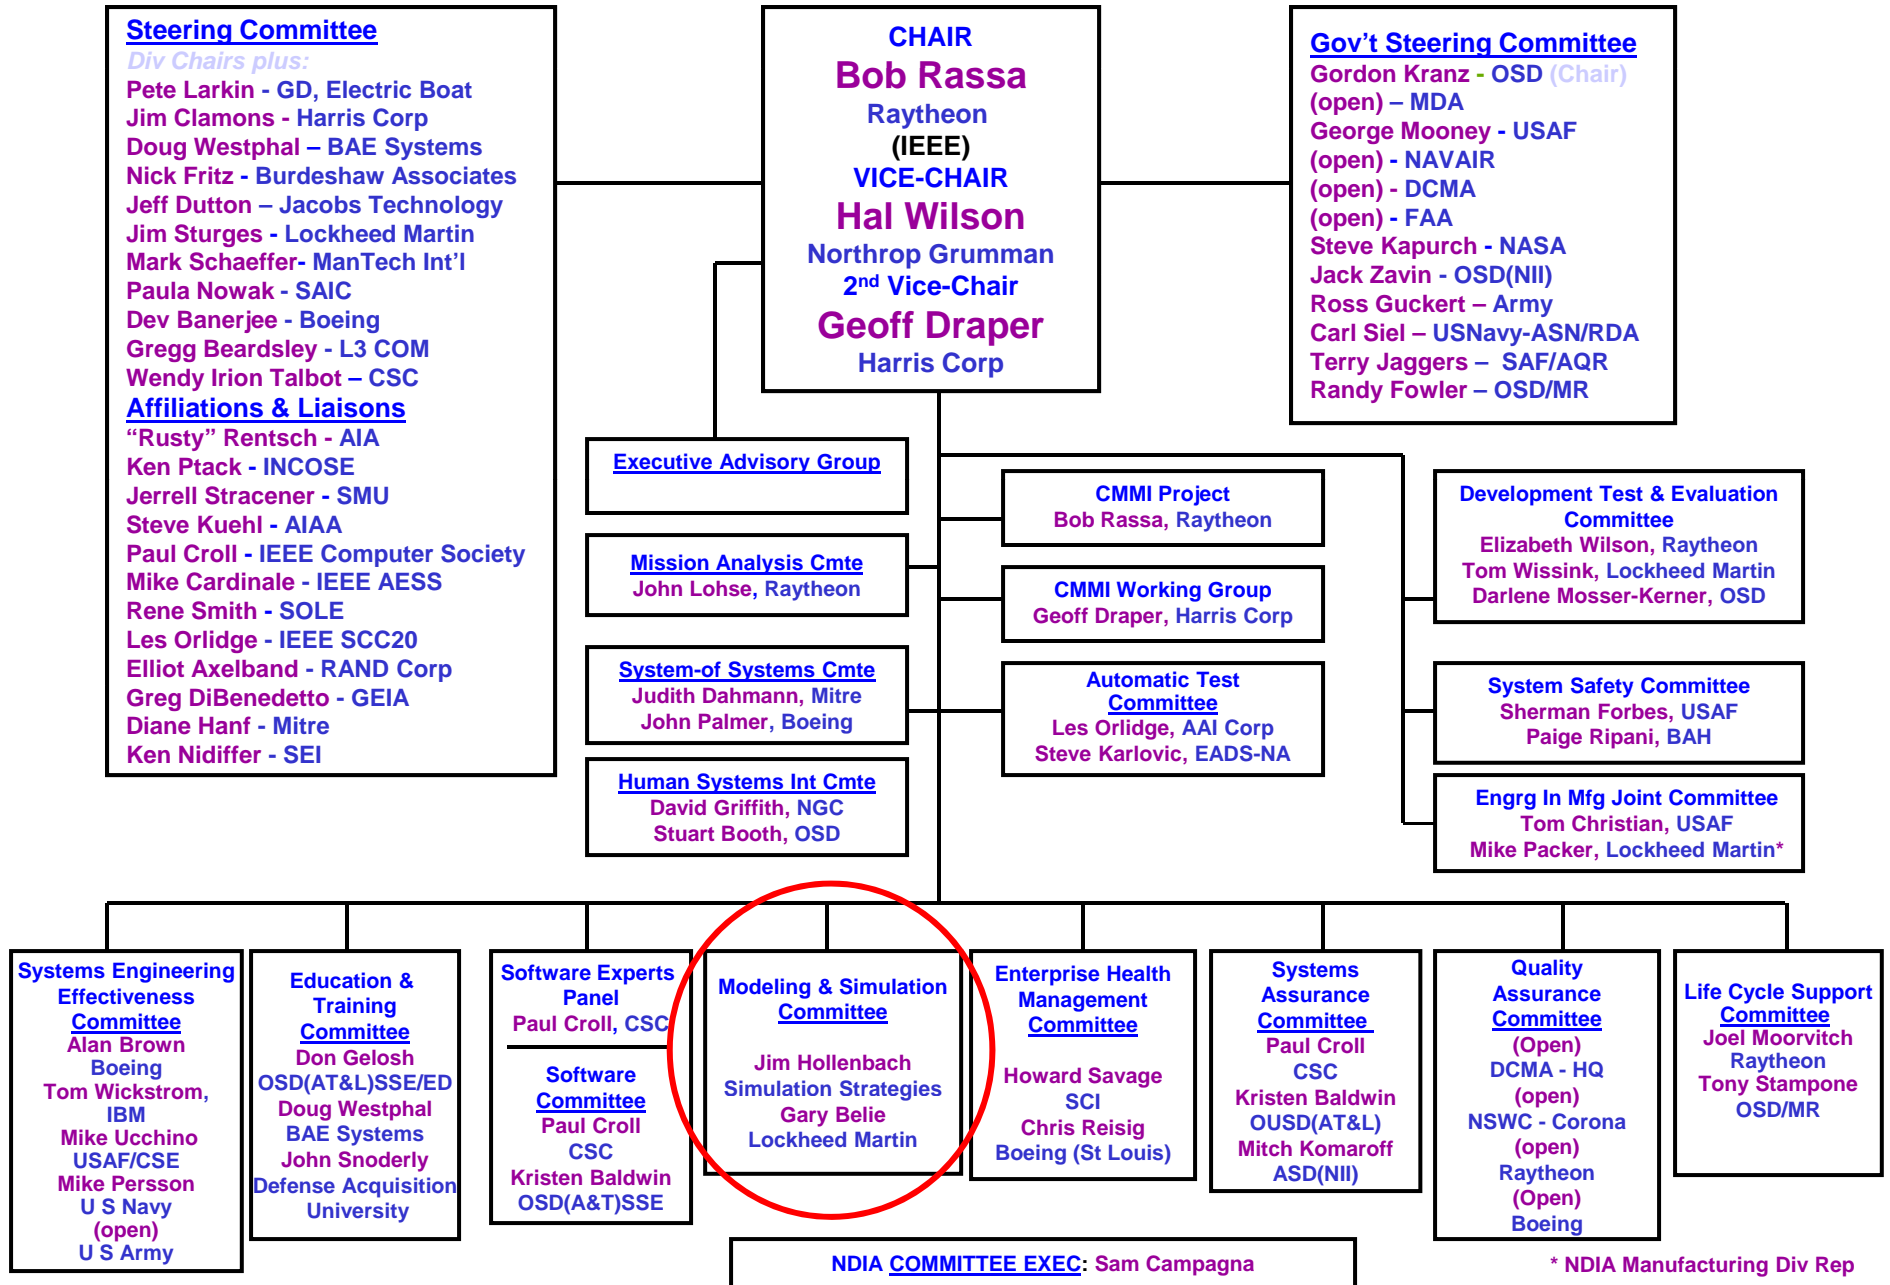 Steering Committee
Div Chairs plus:
Pete Larkin - GD, Electric Boat
Jim Clamons - Harris Corp
Doug Westphal – BAE Systems
Nick Fritz - Burdeshaw Associates
Jeff Dutton – Jacobs Technology
Jim Sturges - Lockheed Martin
Mark Schaeffer- ManTech Int'l
Paula Nowak - SAIC
Dev Banerjee - Boeing
Gregg Beardsley - L3 COM
Wendy Irion Talbot – CSC
Affiliations & Liaisons
“Rusty” Rentsch - AIA
Ken Ptack - INCOSE
Jerrell Stracener - SMU
Steve Kuehl - AIAA
Paul Croll - IEEE Computer Society
Mike Cardinale - IEEE AESS
Rene Smith - SOLE
Les Orlidge - IEEE SCC20
Elliot Axelband - RAND Corp
Greg DiBenedetto - GEIA
Diane Hanf - Mitre
Ken Nidiffer - SEI
CHAIR
Bob Rassa
Raytheon
(IEEE)
VICE-CHAIR
Hal Wilson
Northrop Grumman
2nd Vice-Chair
Geoff Draper
Harris Corp
Gov't Steering Committee
Gordon Kranz - OSD (Chair)
(open) – MDA
George Mooney - USAF
(open) - NAVAIR
(open) - DCMA
(open) - FAA
Steve Kapurch - NASA
Jack Zavin - OSD(NII)
Ross Guckert – Army
Carl Siel – USNavy-ASN/RDA
Terry Jaggers – SAF/AQR
Randy Fowler – OSD/MR
Executive Advisory Group
Mission Analysis Cmte
John Lohse, Raytheon
System-of Systems Cmte
Judith Dahmann, Mitre
John Palmer, Boeing
Human Systems Int Cmte
David Griffith, NGC
Stuart Booth, OSD
CMMI Project
Bob Rassa, Raytheon
CMMI Working Group
Geoff Draper, Harris Corp
Automatic Test
Committee
Les Orlidge, AAI Corp
Steve Karlovic, EADS-NA
Development Test & Evaluation
Committee
Elizabeth Wilson, Raytheon
Tom Wissink, Lockheed Martin
Darlene Mosser-Kerner, OSD
System Safety Committee
Sherman Forbes, USAF
Paige Ripani, BAH
Engrg In Mfg Joint Committee
Tom Christian, USAF
Mike Packer, Lockheed Martin*
Systems Engineering
Effectiveness
Committee
Alan Brown
Boeing
Tom Wickstrom,
IBM
Mike Ucchino
USAF/CSE
Mike Persson
U S Navy
(open)
U S Army
Education &
Training
Committee
Don Gelosh
OSD(AT&L)SSE/ED
Doug Westphal
BAE Systems
John Snoderly
Defense Acquisition
University
Software Experts
Panel
Paul Croll, CSC
Software
Committee
Paul Croll
CSC
Kristen Baldwin
OSD(A&T)SSE
Modeling & Simulation
Committee
Jim Hollenbach
Simulation Strategies
Gary Belie
Lockheed Martin
Enterprise Health
Management
Committee
Howard Savage
SCI
Chris Reisig
Boeing (St Louis)
Systems
Assurance
Committee
Paul Croll
CSC
Kristen Baldwin
OUSD(AT&L)
Mitch Komaroff
ASD(NII)
Quality
Assurance
Committee
(Open)
DCMA - HQ
(open)
NSWC - Corona
(open)
Raytheon
(Open)
Boeing
Life Cycle Support
Committee
Joel Moorvitch
Raytheon
Tony Stampone
OSD/MR
NDIA COMMITTEE EXEC: Sam Campagna
* NDIA Manufacturing Div Rep